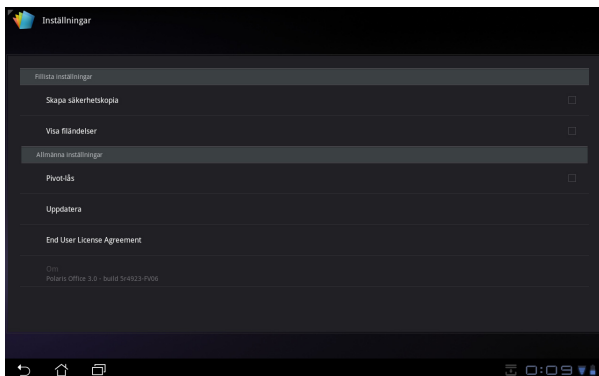 Inställningar
Fillista inställningar
Skapa säkerhetskopia
Visa filändelser
Allmänna inställningar
Pivot-lås
Uppdatera
End User License Agreement
Om
Polaris Office 3.0 - build 5r4923-FV06
0:09